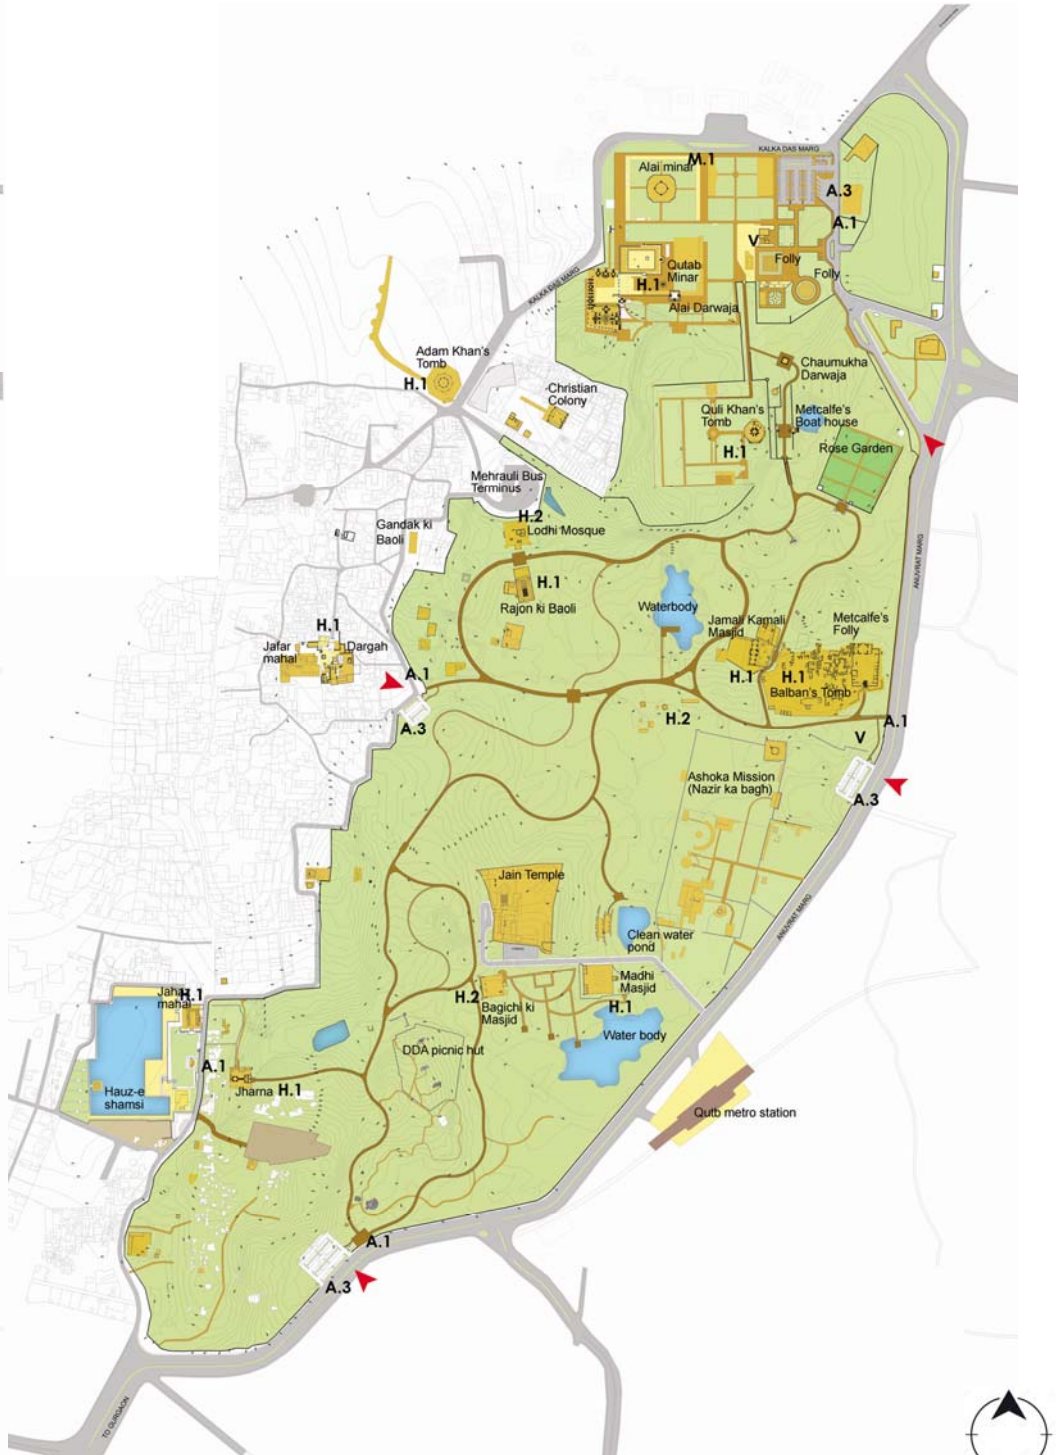 KALKA DAS MARG
M.1
Alai minar
A.3
A.1
V
Folly
Folly
Qutab
Minar
H.1
Alai Darwaja
KALKA DAS MARG
Adam Khan's
Tomb
H.1
Christian
Colony
Chaumukha
Darwaja
Quli Khan's
Tomb
H.1
Metcalfe's
Boat house
Rose Garden
Mehrauli Bus
Terminus
H.2
Lodhi Mosque
Gandak ki
Baoli
ANUVRAT MARG
H.1
Rajon ki Baoli
Waterbody
Jamali Kamali
Masjid
Metcalfe's
Folly
H.1
Jafar
mahal
Dargah
A.1
A.3
H.1
H.1
Balban's Tomb
H.2
A.1
V
A.3
Ashoka Mission
(Nazir ka bagh)
Jain Temple
ANUVRAT MARG
Clean water
pond
Madhi
Masjid
H.1
H.2
Bagichi ki
Masjid
Water body
mahal
H.1
DDA picnic hut
A.1
Jharna
H.1
Hauz-e
shamsi
Qutb metro station
A.1
A.3
TO GURGAON